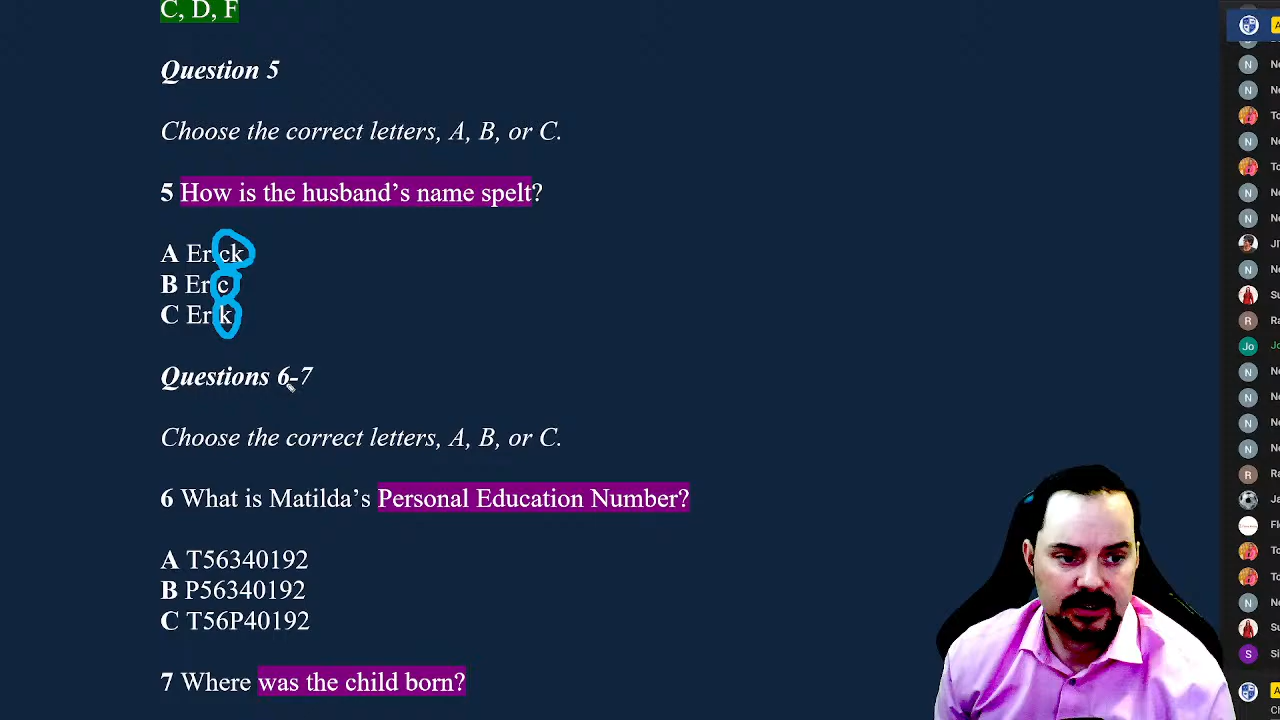 C, D, F
Question 5
Choose the correct letters, A, B, or C.
5 How is the husband's name spelt?
A Erick
B Eric
C Erik
Questions 6-7
Choose the correct letters, A, B, or C.
6 What is Matilda's Personal Education Number?
A T56340192
B P56340192
C T56P40192
7 Where was the child born?
N
N
N
N
N
N
R
Jo
N
N
N
N
R
N
S